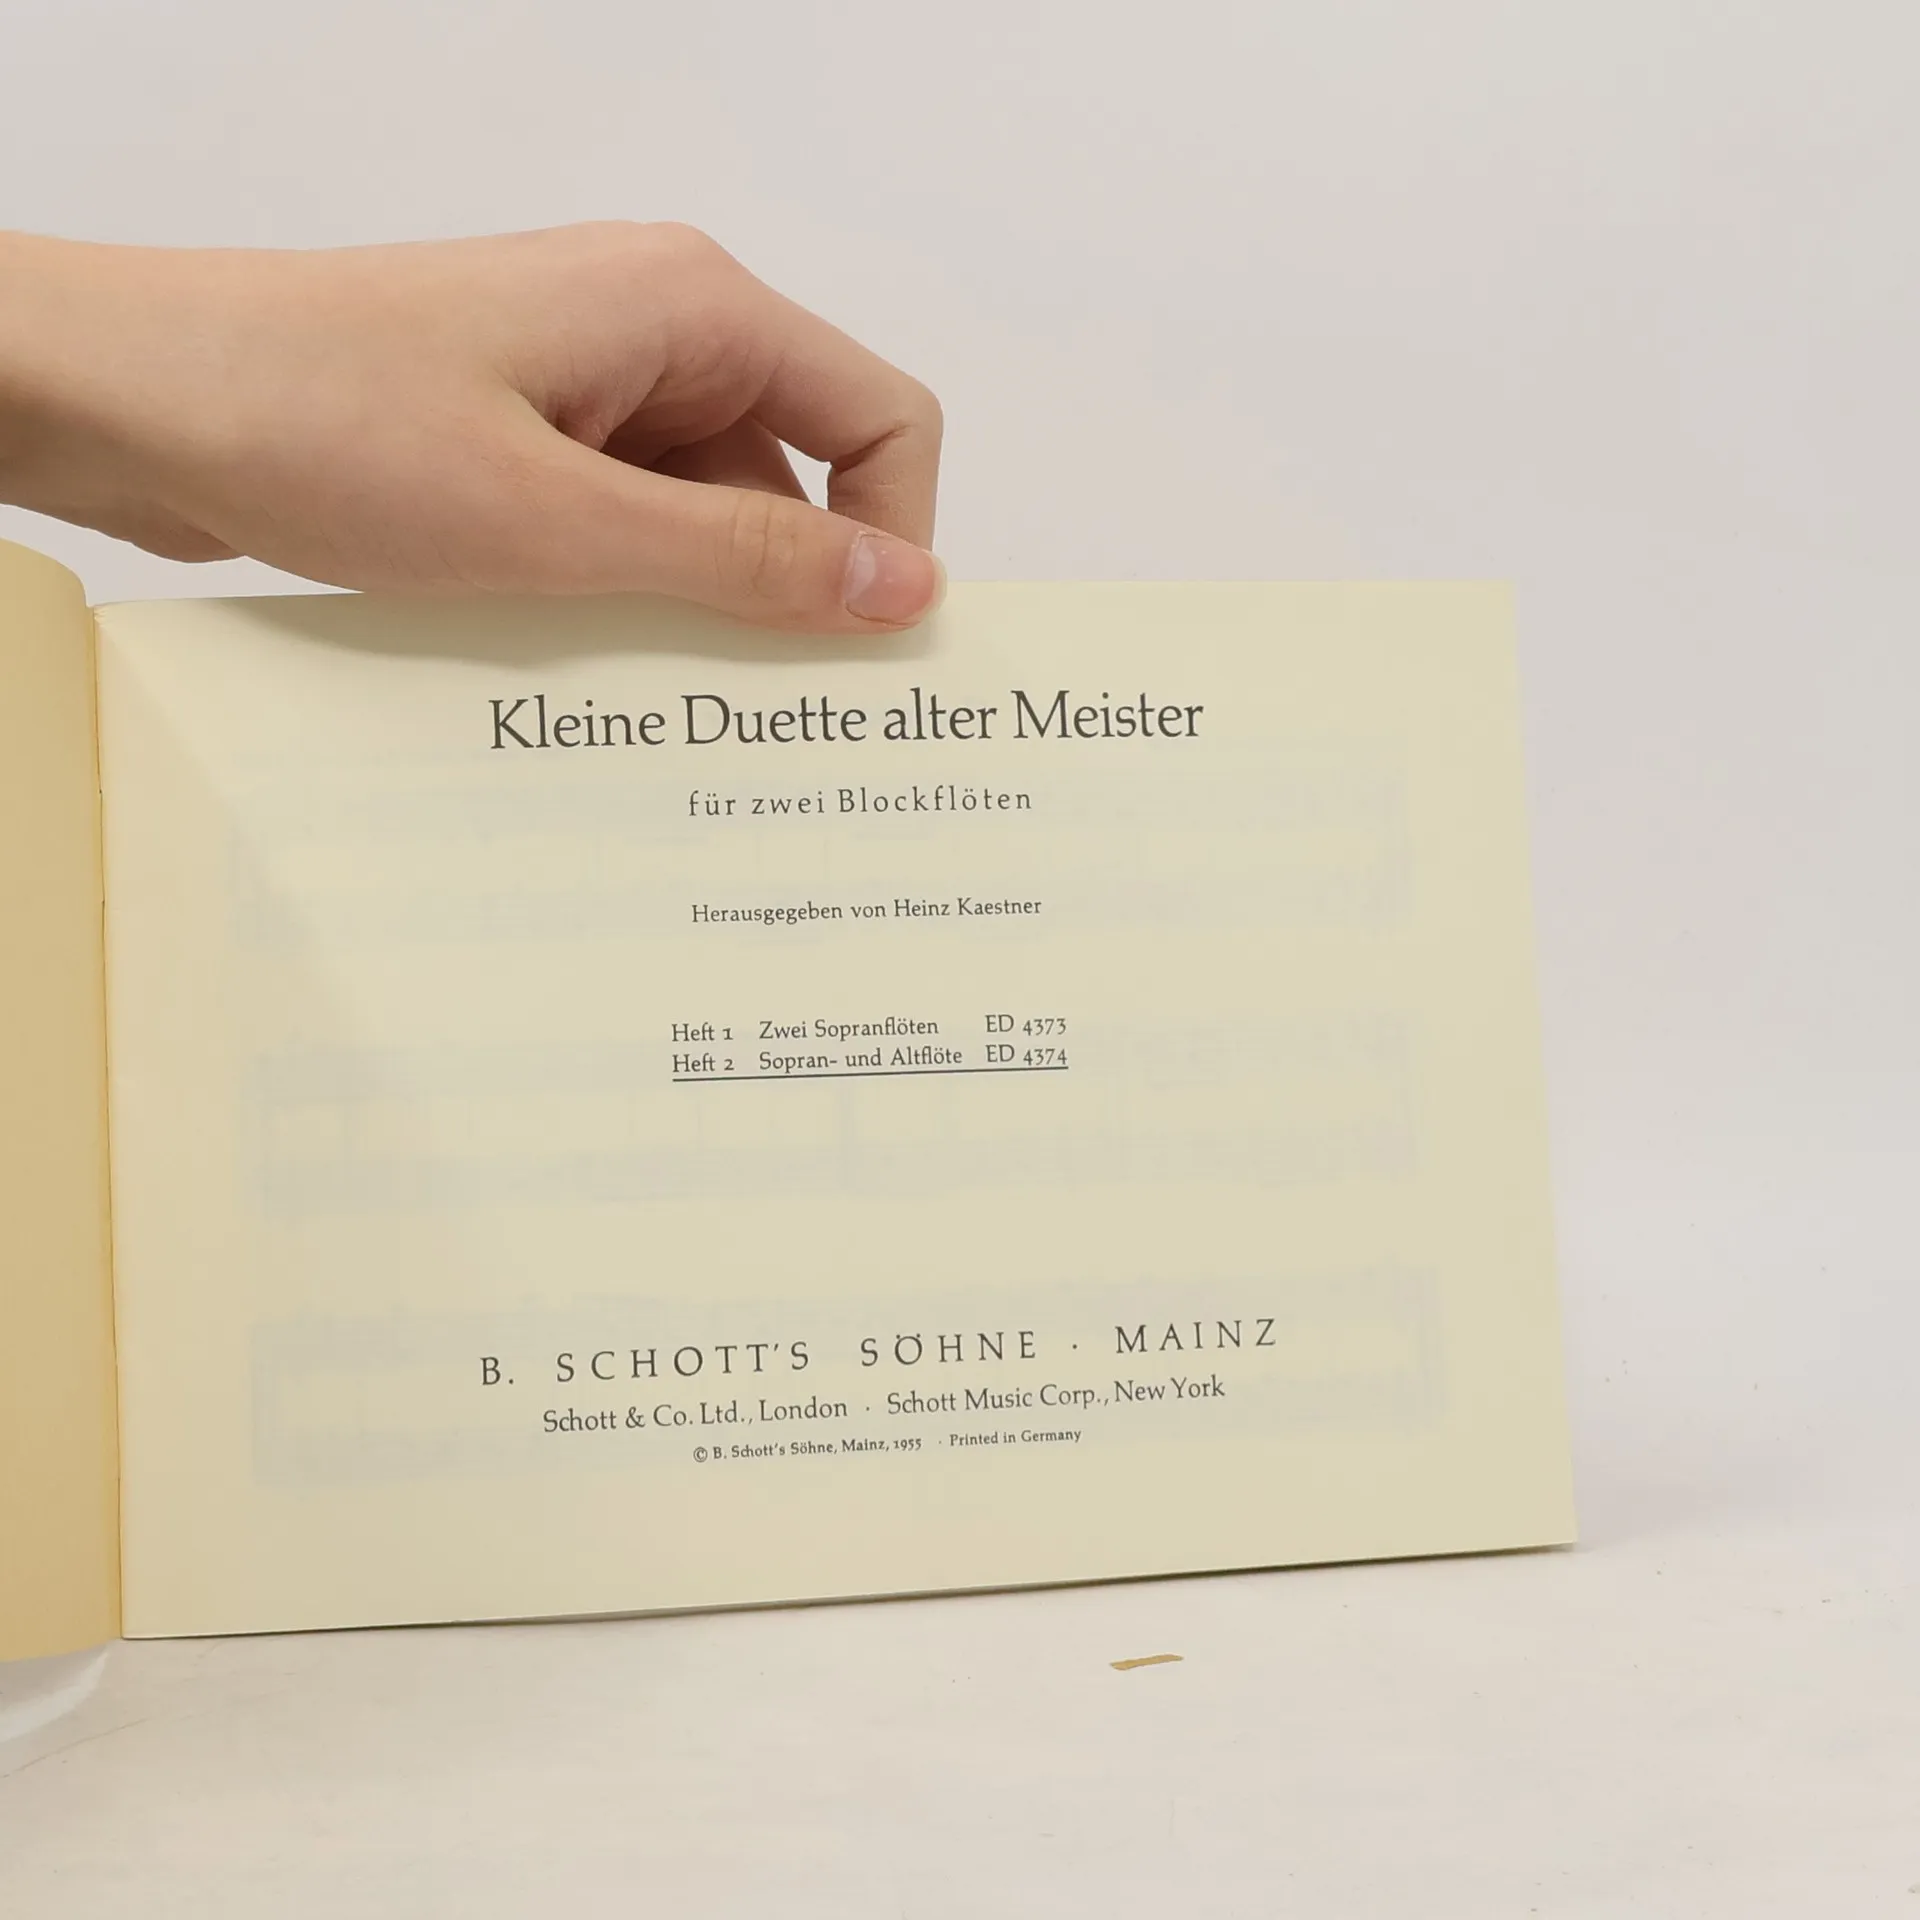 Kleine Duette alter Meister
für zwei Blockflöten
Herausgegeben von Heinz Kaestner
Heft 1 Zwei Sopranflöten ED 4373
Heft 2 Sopran- und Altflöte ED 4374
B. SCHOTT'S SÖHNE · MAINZ
Schott & Co. Ltd., London · Schott Music Corp., New York
© B. Schott's Söhne, Mainz, 1955 · Printed in Germany